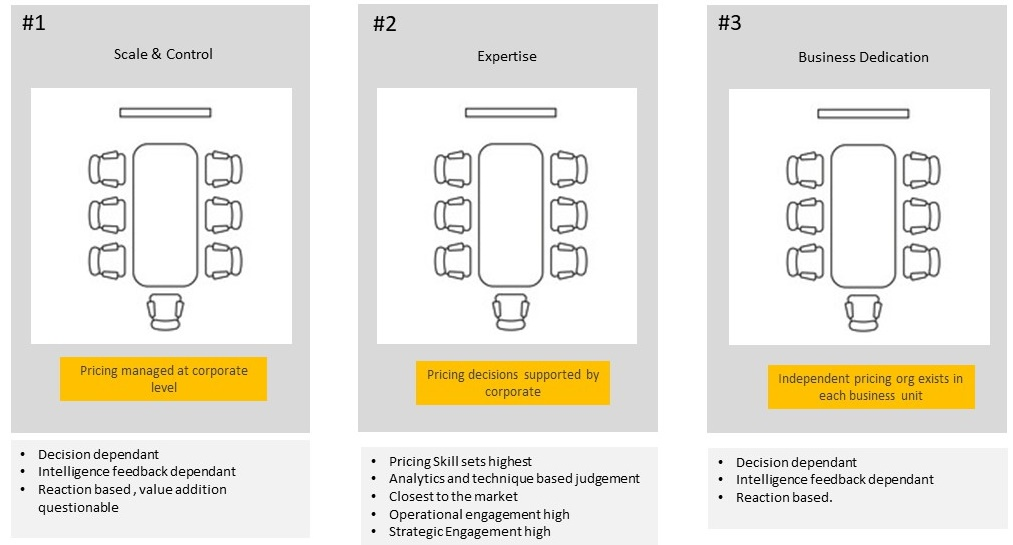 #1
Scale & Control
Pricing managed at corporate
level
• Decision dependant
• Intelligence feedback dependant
• Reaction based , value addition
questionable
#2
Expertise
Pricing decisions supported by
corporate
• Pricing Skill sets highest
• Analytics and technique based judgement
• Closest to the market
• Operational engagement high
• Strategic Engagement high
#3
Business Dedication
Independent pricing org exists in
each business unit
• Decision dependant
• Intelligence feedback dependant
• Reaction based.